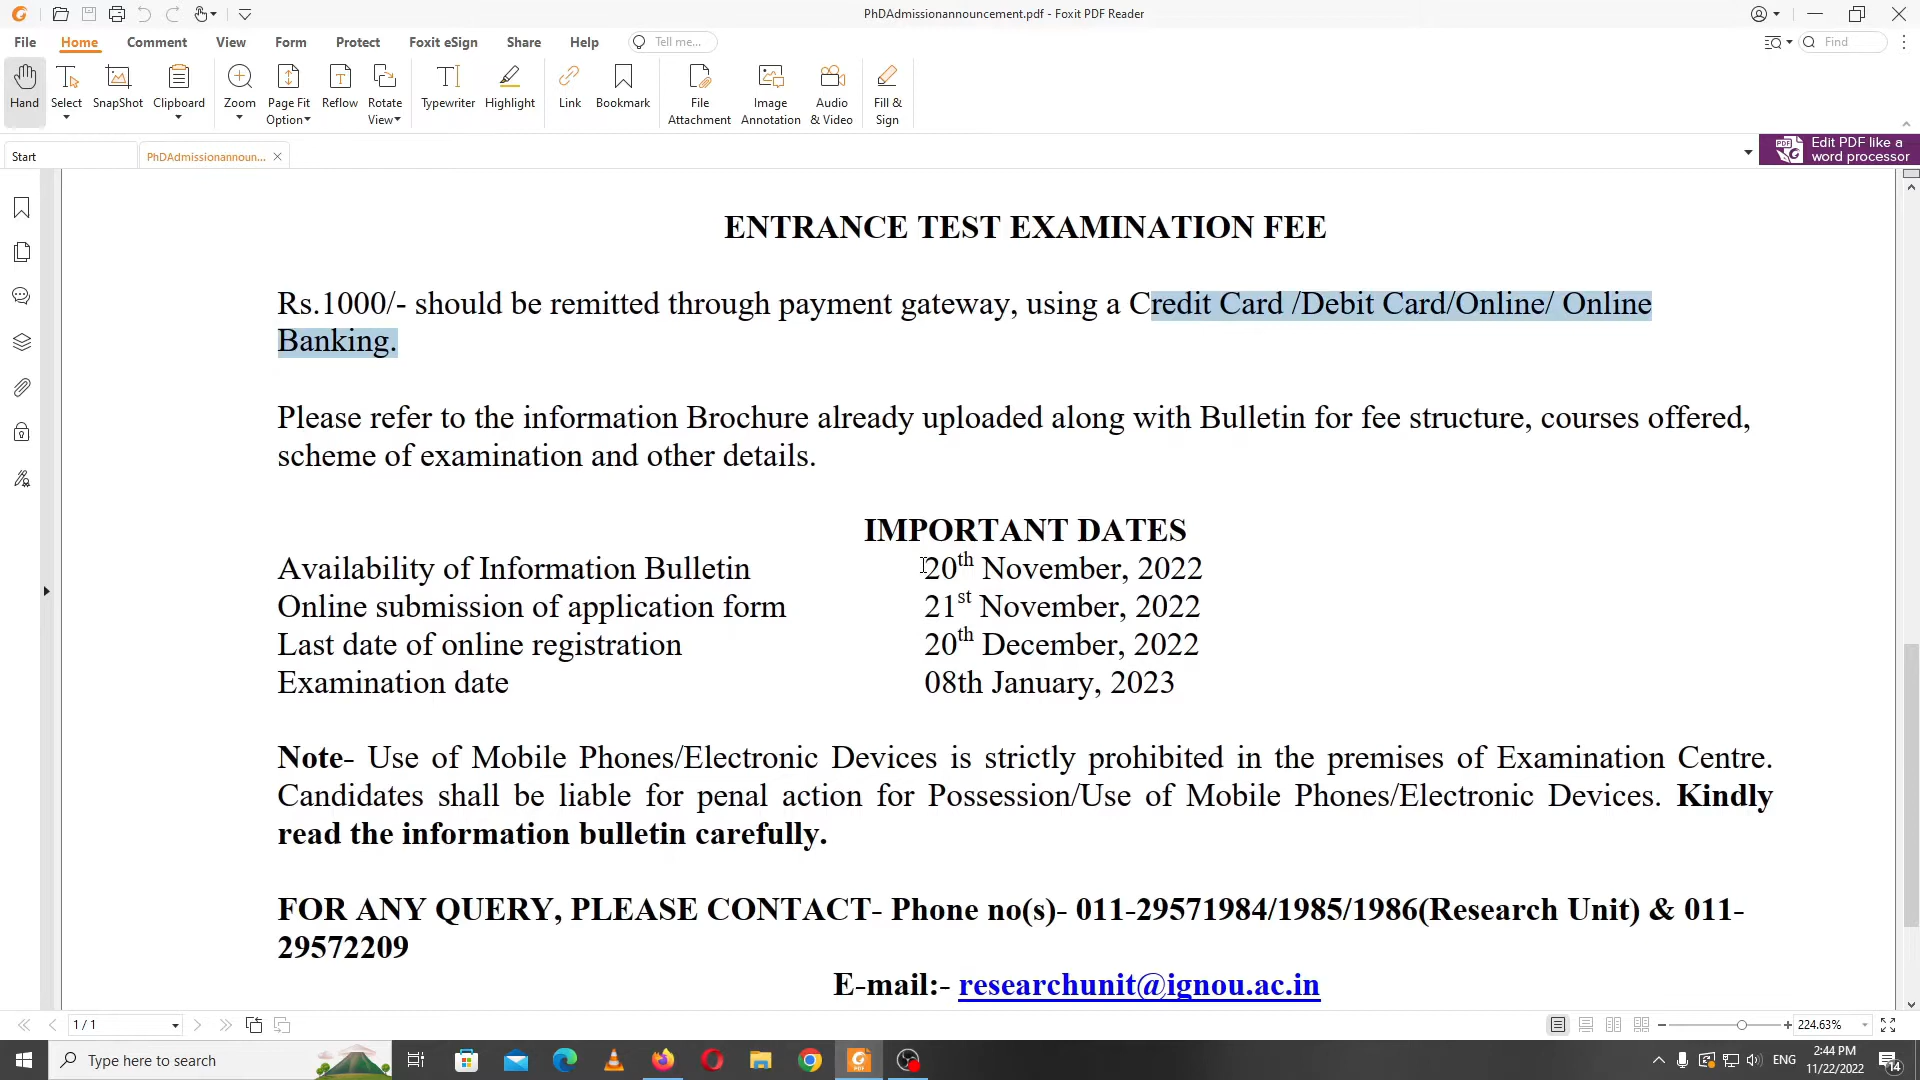 PhDAdmissionannouncement.pdf - Foxit PDF Reader
File Home Comment View Form Protect Foxit eSign Share Help Tell me... Find
Hand Select SnapShot Clipboard Zoom Page Fit Option Reflow Rotate View Typewriter Highlight Link Bookmark File Attachment Image Annotation Audio & Video Fill & Sign
Start PhDAdmissionannoun... Edit PDF like a
word processor
ENTRANCE TEST EXAMINATION FEE
Rs.1000/- should be remitted through payment gateway, using a Credit Card /Debit Card/Online/ Online
Banking.
Please refer to the information Brochure already uploaded along with Bulletin for fee structure, courses offered,
scheme of examination and other details.
IMPORTANT DATES
Availability of Information Bulletin 20th November, 2022
Online submission of application form 21st November, 2022
Last date of online registration 20th December, 2022
Examination date 08th January, 2023
Note- Use of Mobile Phones/Electronic Devices is strictly prohibited in the premises of Examination Centre.
Candidates shall be liable for penal action for Possession/Use of Mobile Phones/Electronic Devices. Kindly
read the information bulletin carefully.
FOR ANY QUERY, PLEASE CONTACT- Phone no(s)- 011-29571984/1985/1986(Research Unit) & 011-
29572209
E-mail:- researchunit@ignou.ac.in
1 / 1 224.63%
Type here to search ENG 2:44 PM
11/22/2022 14